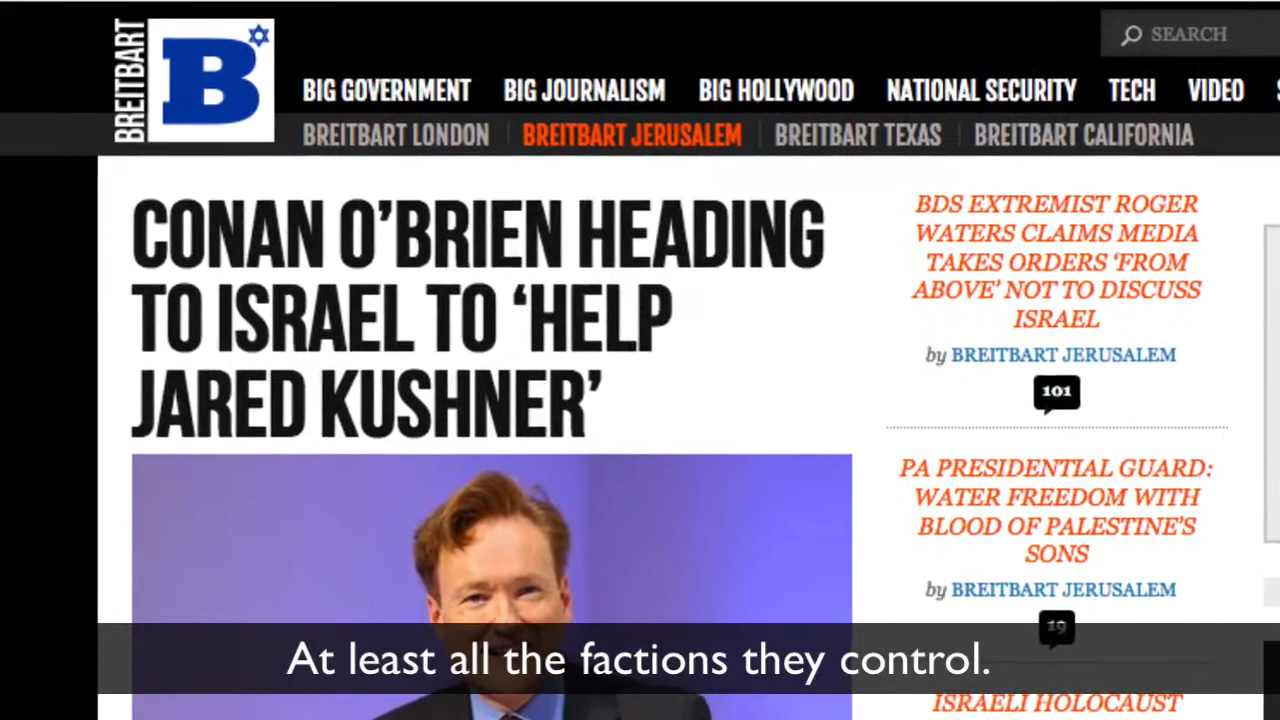 BREITBART
B
SEARCH
BIG GOVERNMENT BIG JOURNALISM BIG HOLLYWOOD NATIONAL SECURITY TECH VIDEO
BREITBART LONDON BREITBART JERUSALEM BREITBART TEXAS BREITBART CALIFORNIA
CONAN O’BRIEN HEADING
TO ISRAEL TO ‘HELP
JARED KUSHNER’
BDS EXTREMIST ROGER
WATERS CLAIMS MEDIA
TAKES ORDERS ‘FROM
ABOVE’ NOT TO DISCUSS
ISRAEL
by BREITBART JERUSALEM
101
PA PRESIDENTIAL GUARD:
WATER FREEDOM WITH
BLOOD OF PALESTINE’S
SONS
by BREITBART JERUSALEM
19
ISRAELI HOLOCAUST
At least all the factions they control.